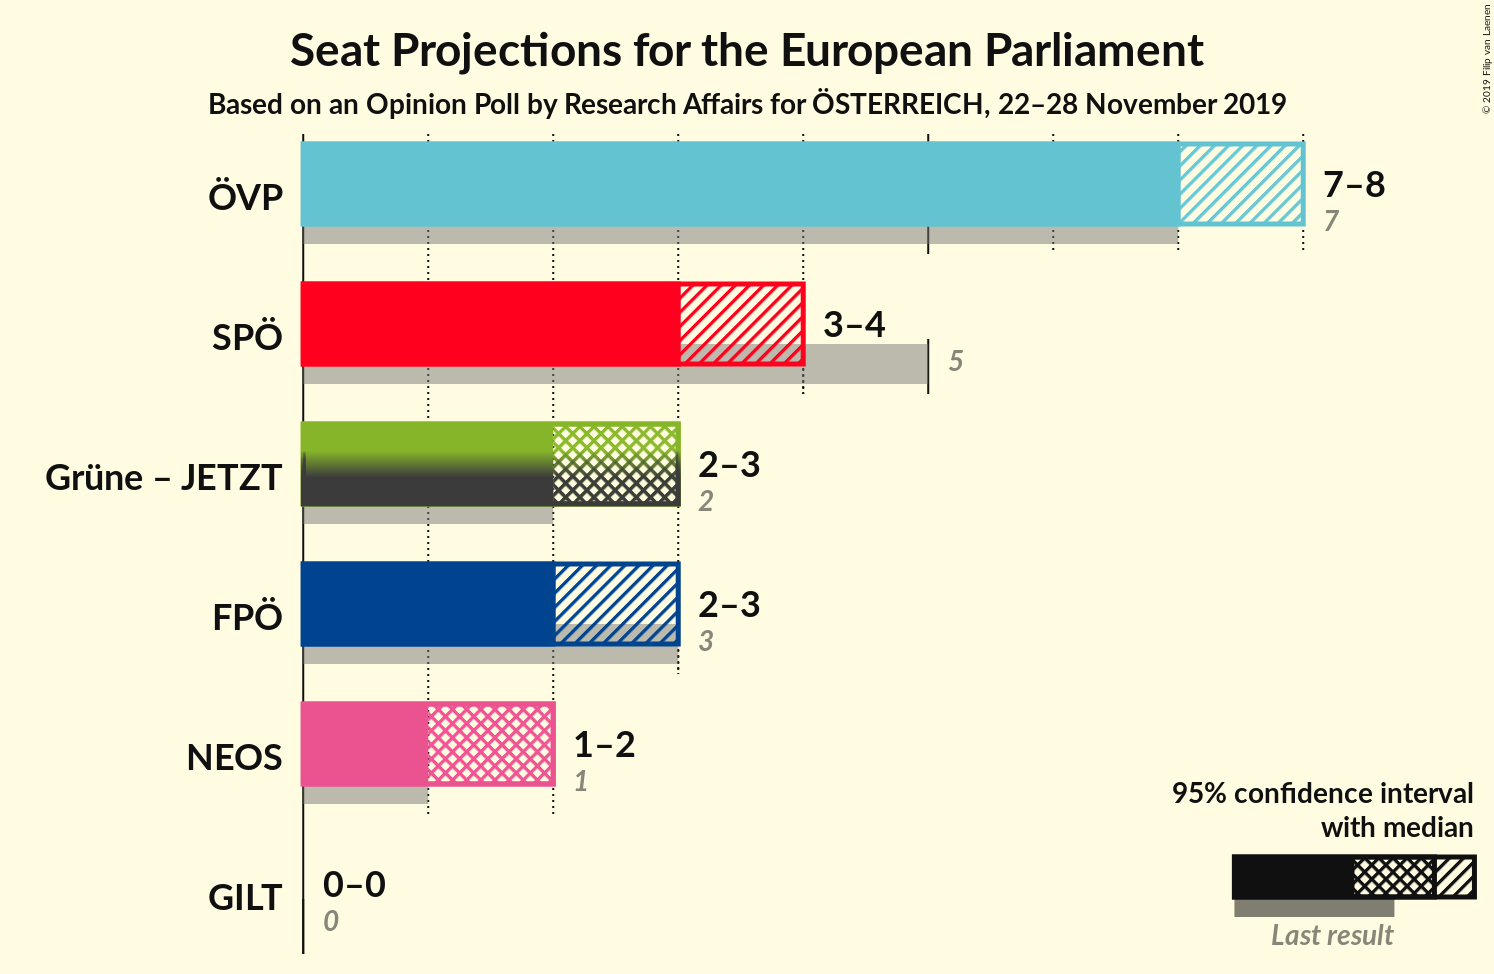 Seat Projections for the European Parliament
Based on an Opinion Poll by Research Affairs for ÖSTERREICH, 22–28 November 2019
© 2019 Filip van Laenen
ÖVP
7–8
7
SPÖ
3–4
5
Grüne – JETZT
2–3
2
FPÖ
2–3
3
NEOS
1–2
1
GILT
0–0
0
95% confidence interval
with median
Last result